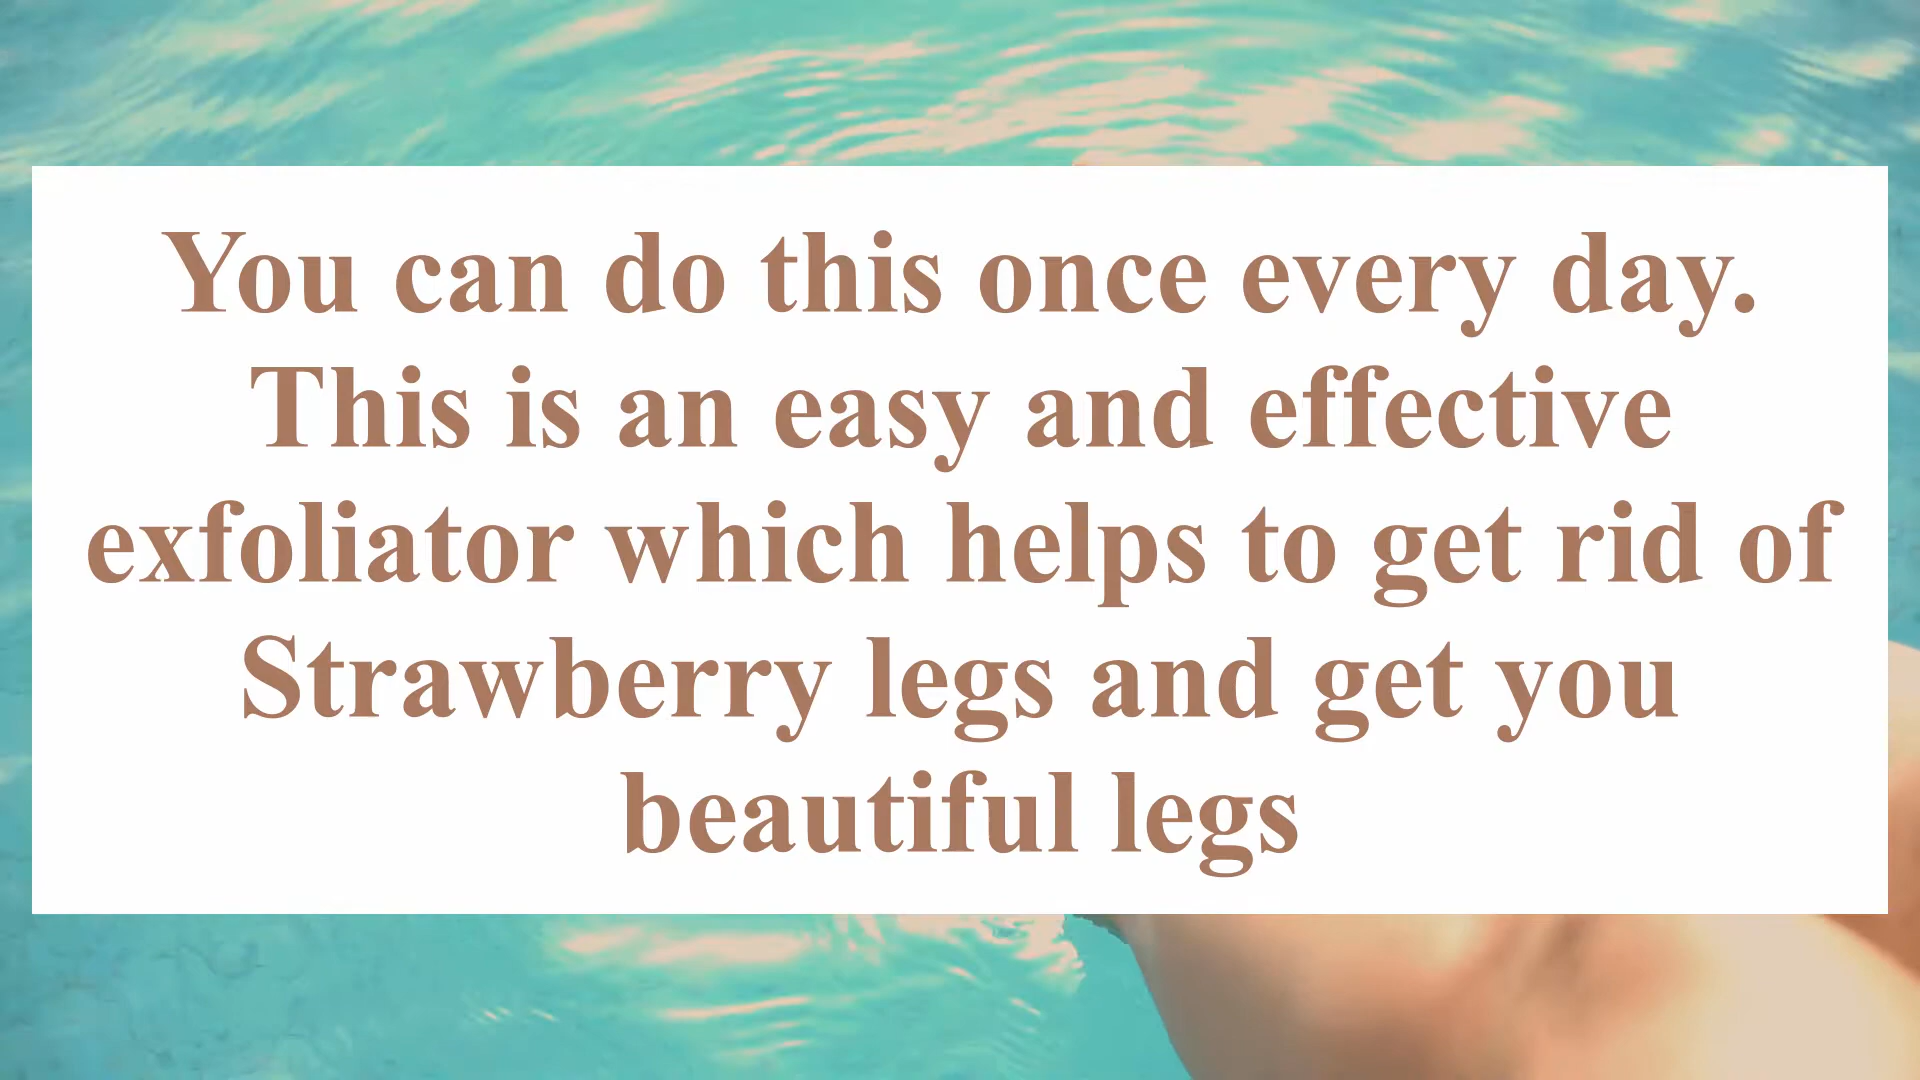 You can do this once every day.
This is an easy and effective
exfoliator which helps to get rid of
Strawberry legs and get you
beautiful legs